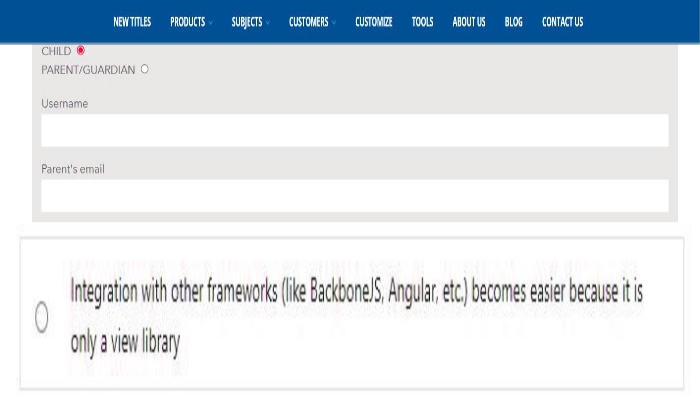 NEW TITLES PRODUCTS SUBJECTS CUSTOMERS CUSTOMIZE TOOLS ABOUT US BLOG CONTACT US
CHILD
PARENT/GUARDIAN
Username
Parent's email
Integration with other frameworks (like BackboneJS, Angular, etc.) becomes easier because it is
only a view library